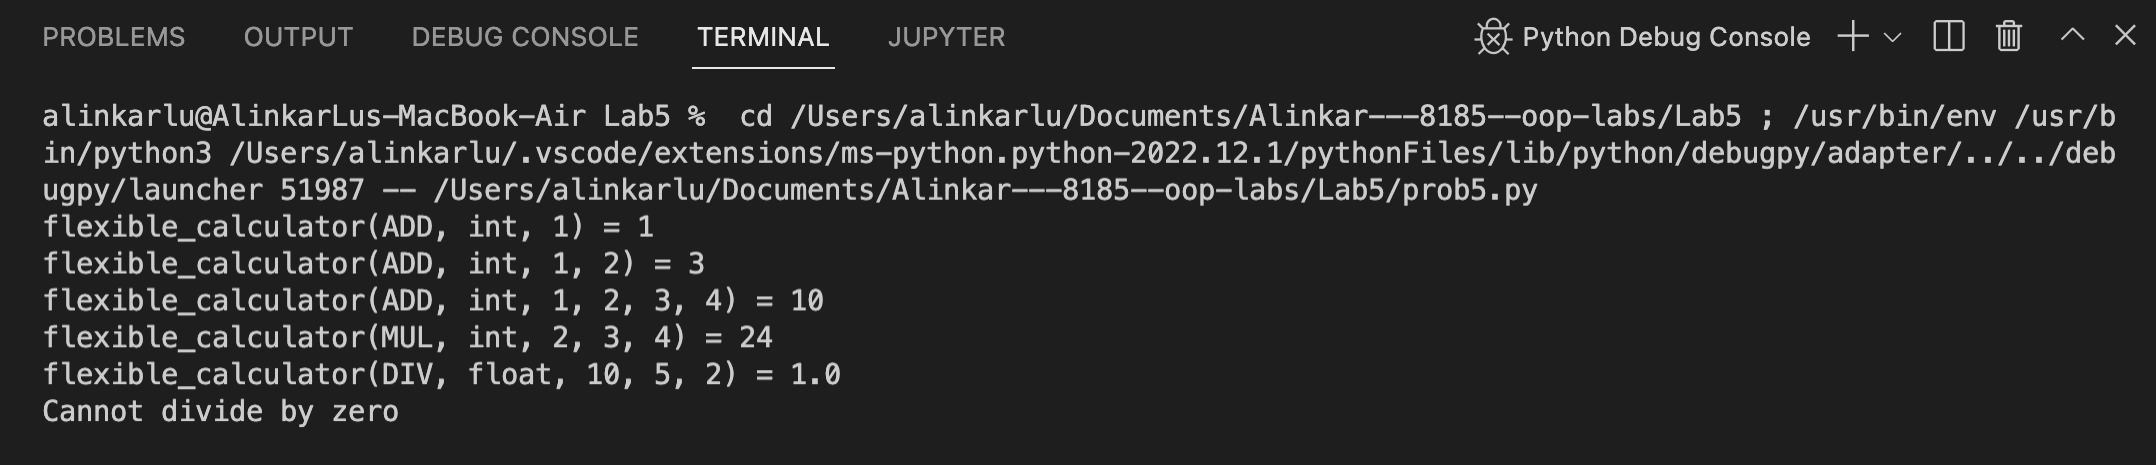 PROBLEMS OUTPUT DEBUG CONSOLE TERMINAL JUPYTER Python Debug Console
alinkarlu@AlinkarLus-MacBook-Air Lab5 %  cd /Users/alinkarlu/Documents/Alinkar---8185--oop-labs/Lab5 ; /usr/bin/env /usr/b
in/python3 /Users/alinkarlu/.vscode/extensions/ms-python.python-2022.12.1/pythonFiles/lib/python/debugpy/adapter/../../deb
ugpy/launcher 51987 -- /Users/alinkarlu/Documents/Alinkar---8185--oop-labs/Lab5/prob5.py
flexible_calculator(ADD, int, 1) = 1
flexible_calculator(ADD, int, 1, 2) = 3
flexible_calculator(ADD, int, 1, 2, 3, 4) = 10
flexible_calculator(MUL, int, 2, 3, 4) = 24
flexible_calculator(DIV, float, 10, 5, 2) = 1.0
Cannot divide by zero